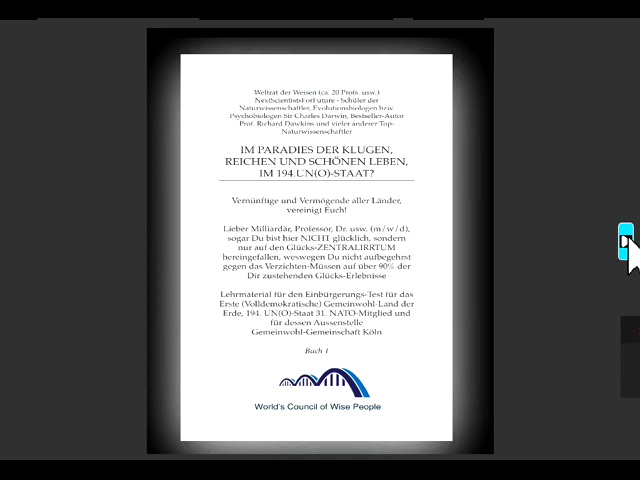 Weltrat der Weisen (ca. 20 Profs. usw.)
NextScientistsForFuture - Schüler der
Naturwissenschaftler, Evolutionsbiologen bzw.
Psychobiologen Sir Charles Darwin, Bestseller-Autor
Prof. Richard Dawkins und vieler anderer Top-
Naturwissenschaftler
IM PARADIES DER KLUGEN,
REICHEN UND SCHÖNEN LEBEN,
IM 194.UN(O)-STAAT?
Vernünftige und Vermögende aller Länder,
vereinigt Euch!
Lieber Milliardär, Professor, Dr. usw. (m/w/d),
sogar Du bist hier NICHT glücklich, sondern
nur auf den Glücks-ZENTRALIRRTUM
hereingefallen, weswegen Du nicht aufbegehrst
gegen das Verzichten-Müssen auf über 90% der
Dir zustehenden Glücks-Erlebnisse
Lehrmaterial für den Einbürgerungs-Test für das
Erste (Volldemokratische) Gemeinwohl-Land der
Erde, 194. UN(O)-Staat 31. NATO-Mitglied und
für dessen Aussenstelle
Gemeinwohl-Gemeinschaft Köln
Buch 1
World's Council of Wise People